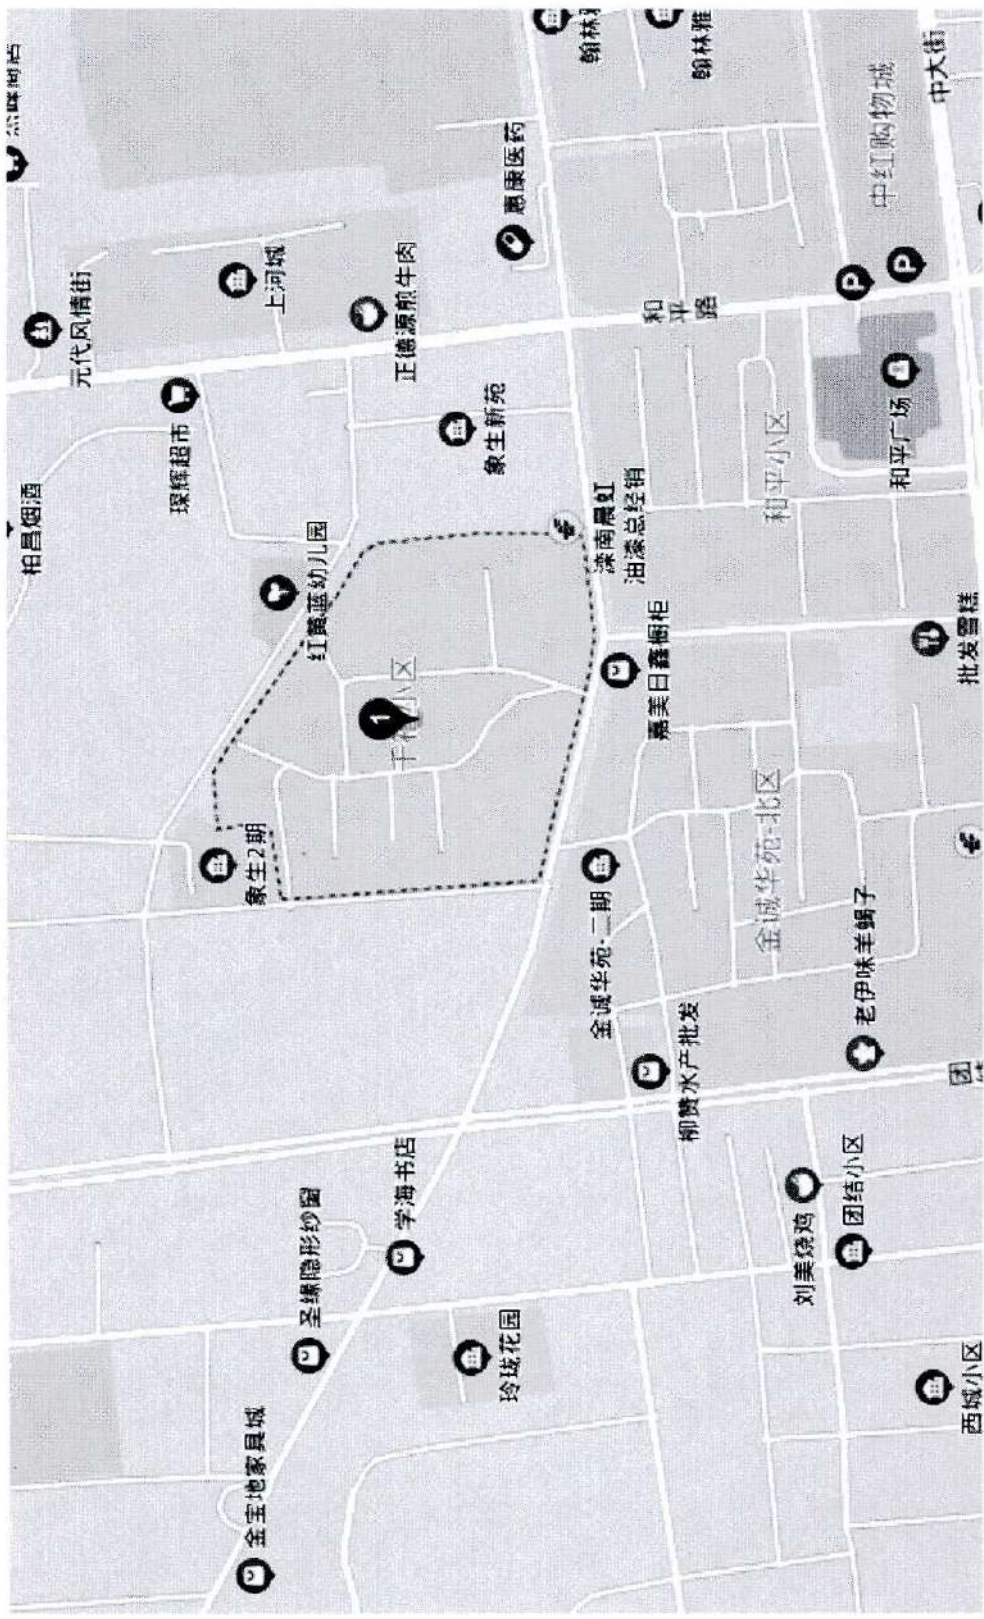 柏昌烟酒
元代风情街
琛辉超市
金宝地家具城
象生2期
上河城
圣缘隐形纱窗
红黄蓝幼儿园
1
学海书店
小区
正德源煎牛肉
象生新苑
玲珑花园
惠康医药
翰林
金诚华苑-二期
滦南晨虹
油漆总经销
嘉美日鑫橱柜
和平路
柳赞水产批发
翰林雅
金诚华苑-北区
和平小区
刘美烧鸡
团结小区
老伊味羊蝎子
P
中红购物城
和平广场
P
中大街
团
西城小区
批发雪糕